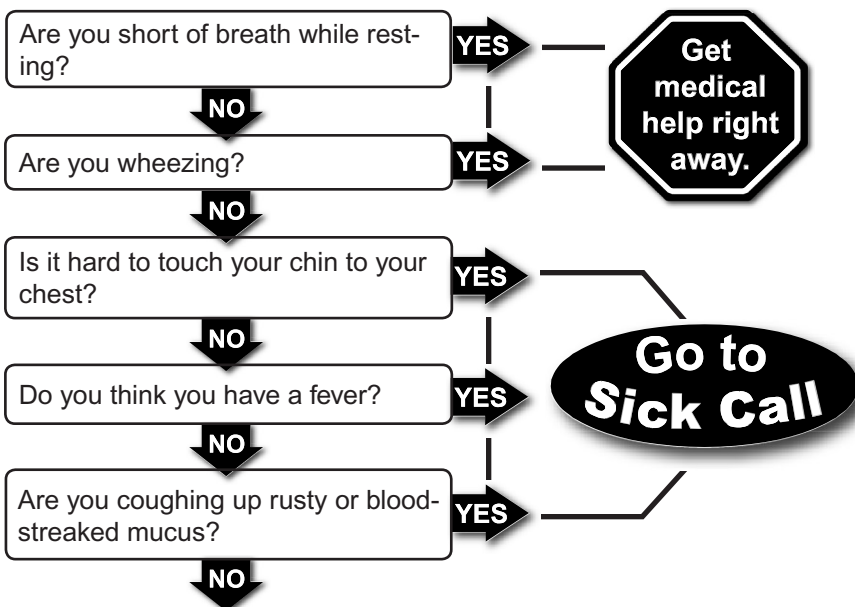 Are you short of breath while rest-
ing?
YES
Get
medical
help right
away.
NO
Are you wheezing?
YES
NO
Is it hard to touch your chin to your
chest?
YES
NO
Go to
Sick Call
Do you think you have a fever?
YES
NO
Are you coughing up rusty or blood-
streaked mucus?
YES
NO